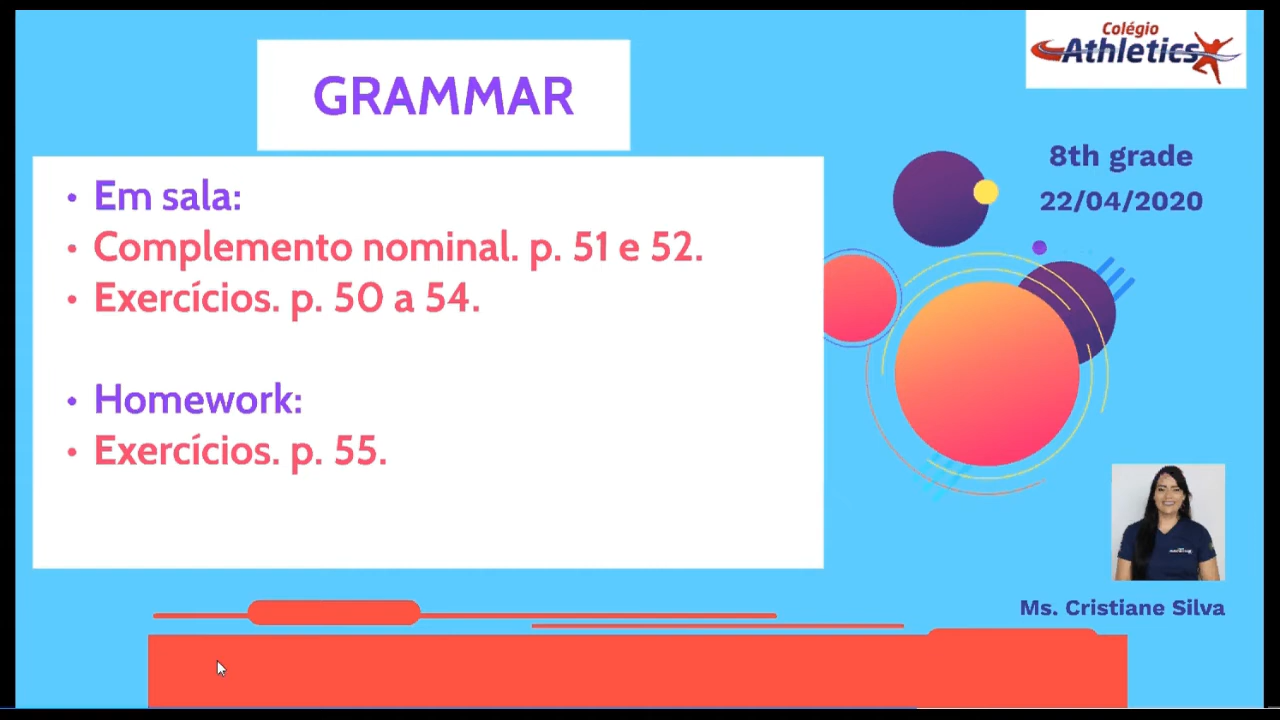 Colégio
Athletics
GRAMMAR
8th grade
22/04/2020
• Em sala:
• Complemento nominal. p. 51 e 52.
• Exercícios. p. 50 a 54.
• Homework:
• Exercícios. p. 55.
Ms. Cristiane Silva